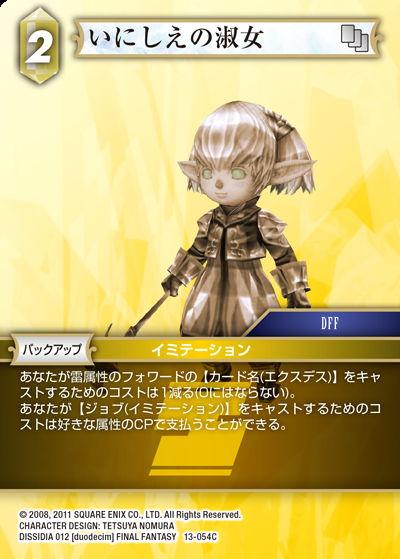 2
いにしえの淑女
DFF
バックアップ
イミテーション
あなたが雷属性のフォワードの【カード名(エクスデス)】をキャ
ストするためのコストは1減る(0にはならない)。
あなたが【ジョブ(イミテーション)】をキャストするためのコ
ストは好きな属性のCPで支払うことができる。
© 2008, 2011 SQUARE ENIX CO., LTD. All Rights Reserved.
CHARACTER DESIGN: TETSUYA NOMURA
DISSIDIA 012 [duodecim] FINAL FANTASY 13-054C